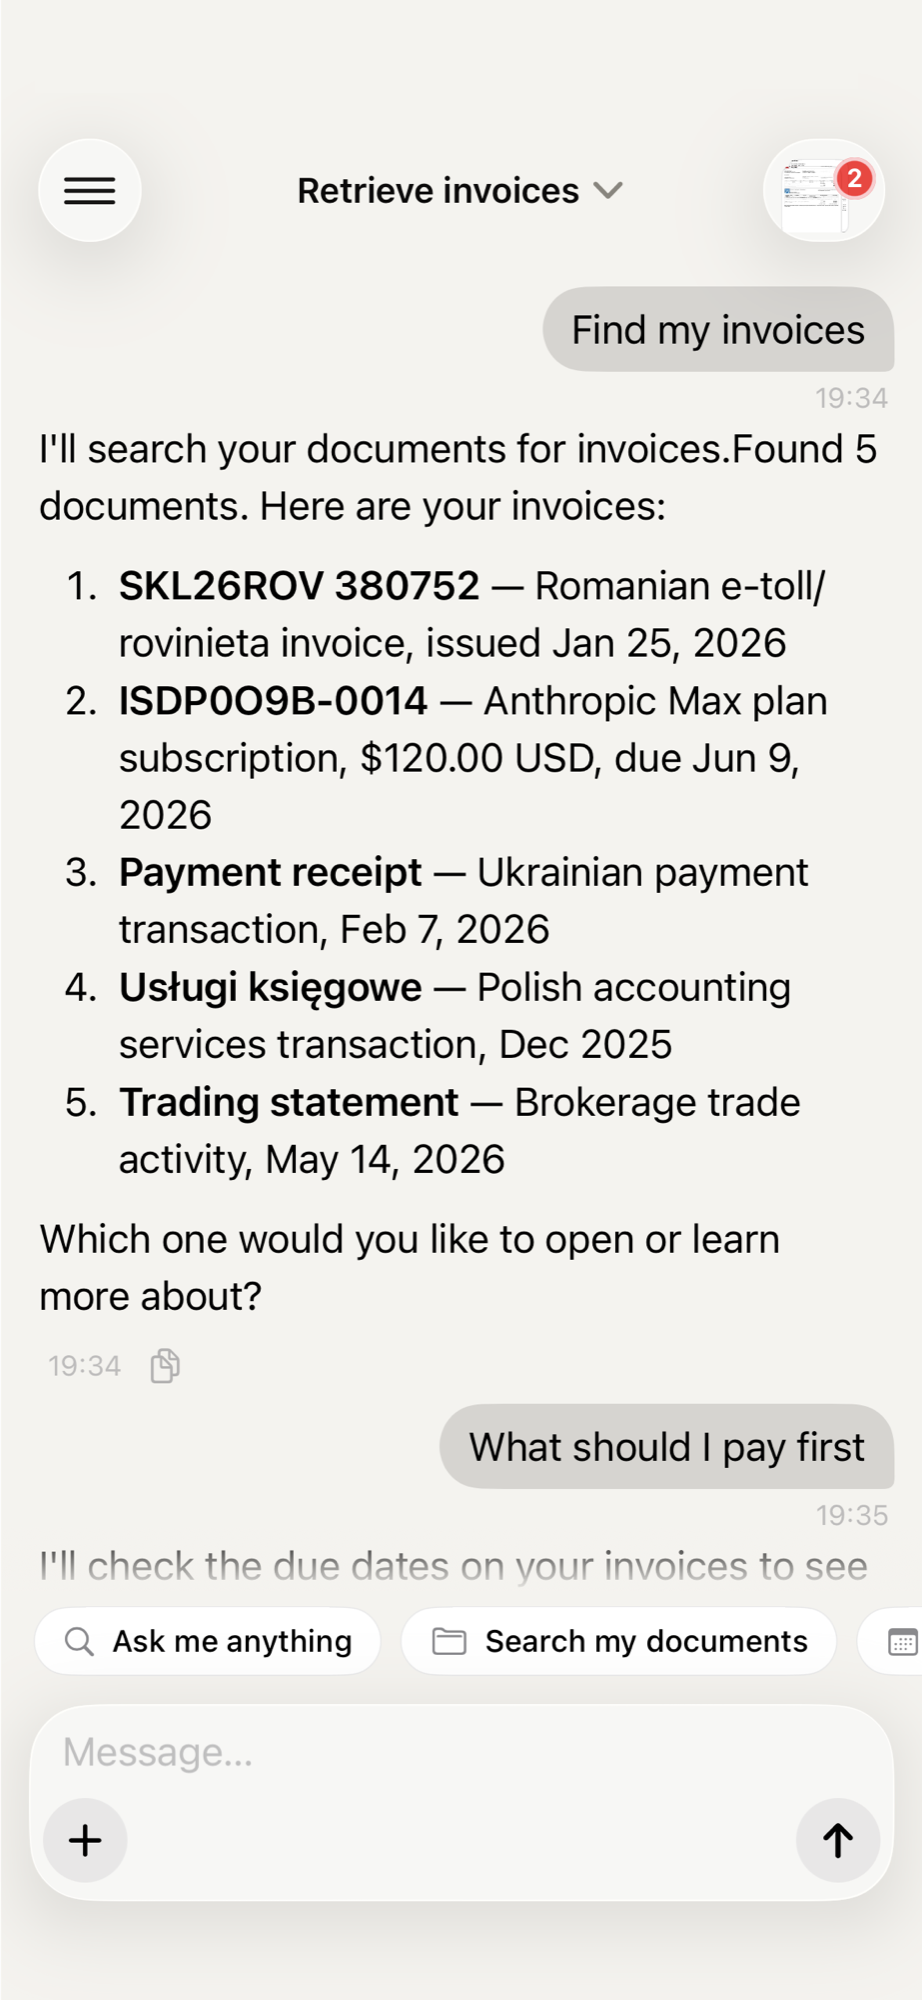 Retrieve invoices
2
Find my invoices
19:34
I'll search your documents for invoices.Found 5
documents. Here are your invoices:
1. SKL26ROV 380752 — Romanian e-toll/
rovinieta invoice, issued Jan 25, 2026
2. ISDP0O9B-0014 — Anthropic Max plan
subscription, $120.00 USD, due Jun 9,
2026
3. Payment receipt — Ukrainian payment
transaction, Feb 7, 2026
4. Usługi księgowe — Polish accounting
services transaction, Dec 2025
5. Trading statement — Brokerage trade
activity, May 14, 2026
Which one would you like to open or learn
more about?
19:34
What should I pay first
19:35
I'll check the due dates on your invoices to see
Ask me anything
Search my documents
Message...